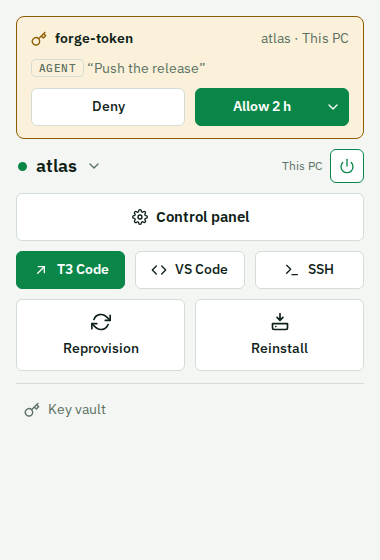 forge-token atlas · This PC
AGENT “Push the release”
Deny Allow 2 h
atlas This PC
Control panel
T3 Code VS Code SSH
Reprovision Reinstall
Key vault